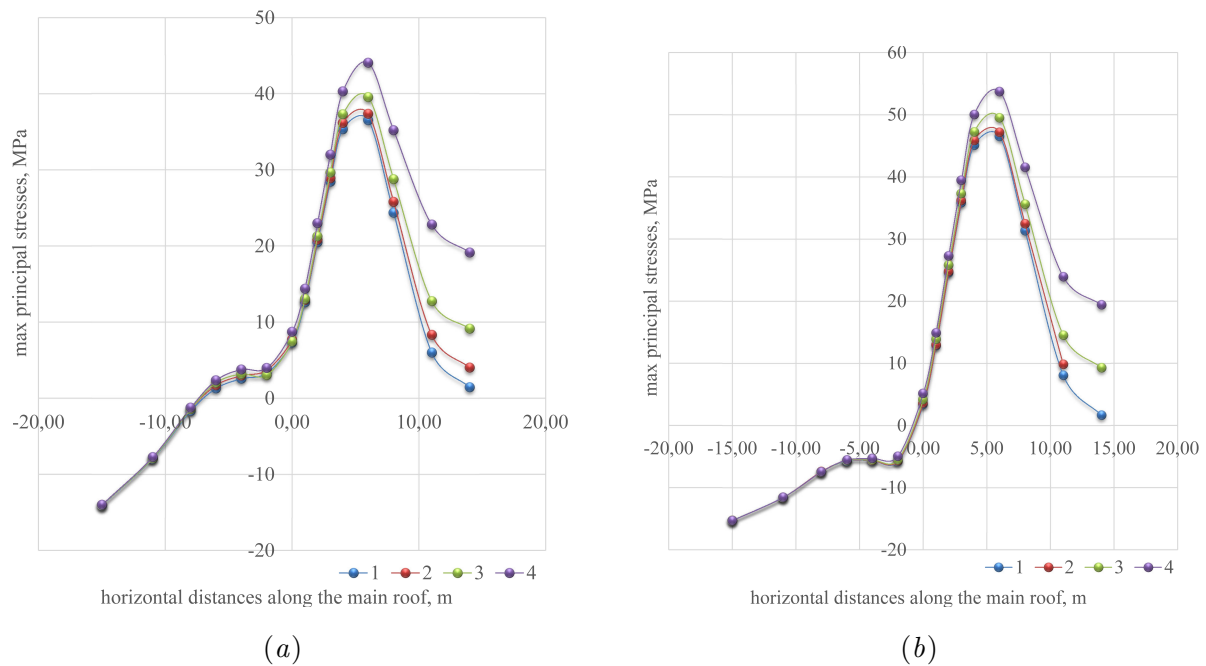 50
40
30
20
10
0
-10
-20
-20,00 -10,00 0,00 10,00 20,00
max principal stresses, MPa
1 2 3 4
horizontal distances along the main roof, m
(a)
60
50
40
30
20
10
0
-10
-20
-20,00 -15,00 -10,00 -5,00 0,00 5,00 10,00 15,00 20,00
max principal stresses, MPa
1 2 3 4
horizontal distances along the main roof, m
(b)